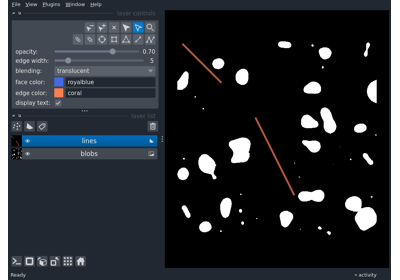 File View Plugins Window Help
layer controls
opacity: 0.70
edge width: 5
blending: translucent
face color: royalblue
edge color: coral
display text: ✓
layer list
lines
blobs
Ready activity